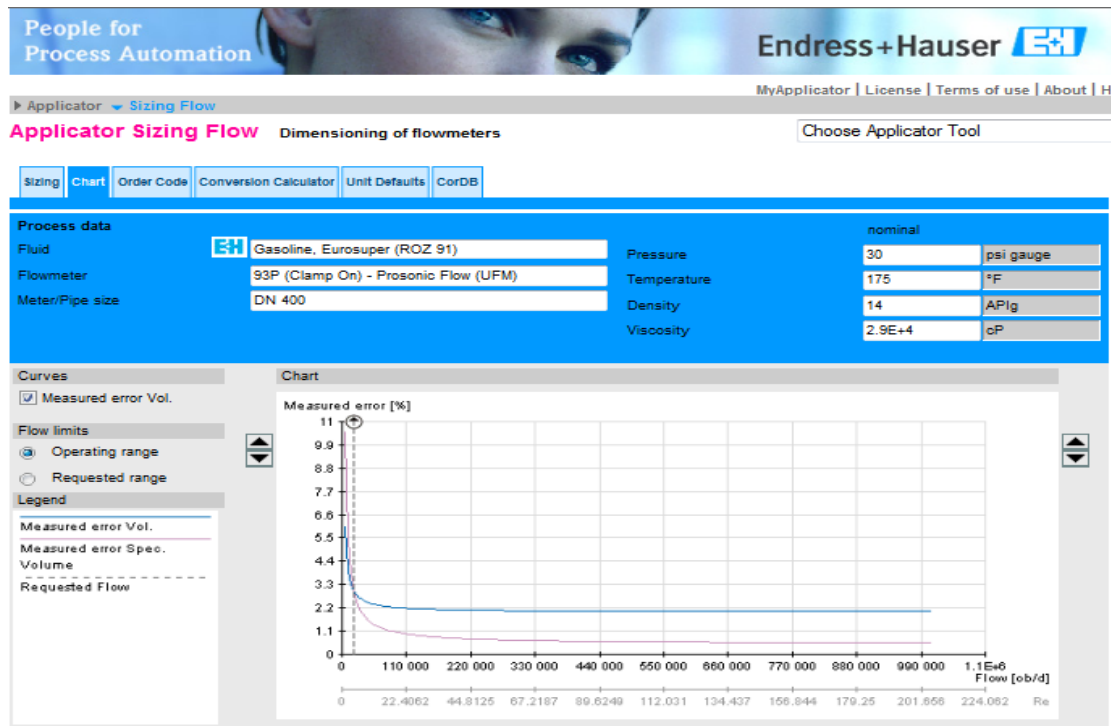 People for
Process Automation
Endress+Hauser
MyApplicator | License | Terms of use | About | H
Applicator Sizing Flow
Applicator Sizing Flow Dimensioning of flowmeters
Choose Applicator Tool
Sizing Chart Order Code Conversion Calculator Unit Defaults CorDB
Process data
nominal
Fluid E+H Gasoline, Eurosuper (ROZ 91)
Pressure 30 psi gauge
Flowmeter 93P (Clamp On) - Prosonic Flow (UFM)
Temperature 175 °F
Meter/Pipe size DN 400
Density 14 APIg
Viscosity 2.9E+4 cP
Curves
Measured error Vol.
Flow limits
Operating range
Requested range
Legend
Measured error Vol.
Measured error Spec.
Volume
Requested Flow
Chart
Measured error [%]
11
9.9
8.8
7.7
6.6
5.5
4.4
3.3
2.2
1.1
0
0 110 000 220 000 330 000 440 000 550 000 660 000 770 000 880 000 990 000 1.1E+6
Flow [ob/d]
0 22.4062 44.8125 67.2187 89.6249 112.031 134.437 156.844 179.25 201.656 224.062 Re